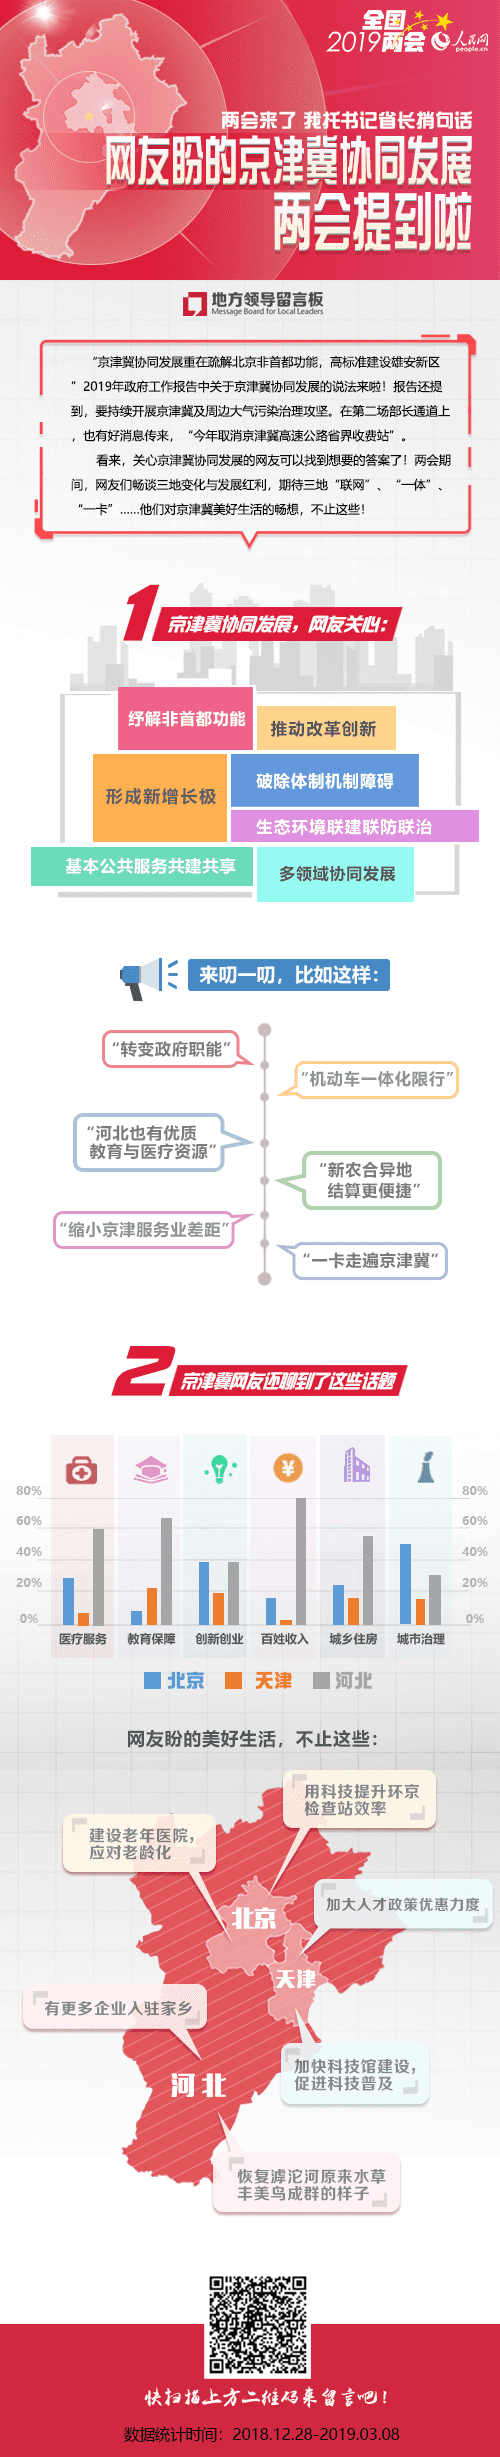 全国
2019两会 人民网
people.cn
两会来了 我托书记省长捎句话
网友盼的京津冀协同发展
两会提到啦
地方领导留言板
Message Board for Local Leaders
“京津冀协同发展重在疏解北京非首都功能，高标准建设雄安新区
”2019年政府工作报告中关于京津冀协同发展的说法来啦！报告还提
到，要持续开展京津冀及周边大气污染治理攻坚。在第二场部长通道上
，也有好消息传来，“今年取消京津冀高速公路省界收费站”。
看来，关心京津冀协同发展的网友可以找到想要的答案了！两会期
间，网友们畅谈三地变化与发展红利，期待三地“联网”、“一体”、
“一卡”……他们对京津冀美好生活的畅想，不止这些！
1 京津冀协同发展，网友关心：
纾解非首都功能
推动改革创新
形成新增长极
破除体制机制障碍
生态环境联建联防联治
基本公共服务共建共享
多领域协同发展
来叨一叨，比如这样：
“转变政府职能”
“机动车一体化限行”
“河北也有优质
教育与医疗资源”
“新农合异地
结算更便捷”
“缩小京津服务业差距”
“一卡走遍京津冀”
2 京津冀网友还聊到了这些话题
80% 80%
60% 60%
40% 40%
20% 20%
0% 0%
医疗服务 教育保障 创新创业 百姓收入 城乡住房 城市治理
北京 天津 河北
网友盼的美好生活，不止这些：
用科技提升环京
检查站效率
建设老年医院，
应对老龄化
加大人才政策优惠力度
北京
天津
有更多企业入驻家乡
加快科技馆建设，
促进科技普及
河北
恢复滹沱河原来水草
丰美鸟成群的样子
快扫描上方二维码来留言吧！
数据统计时间：2018.12.28-2019.03.08